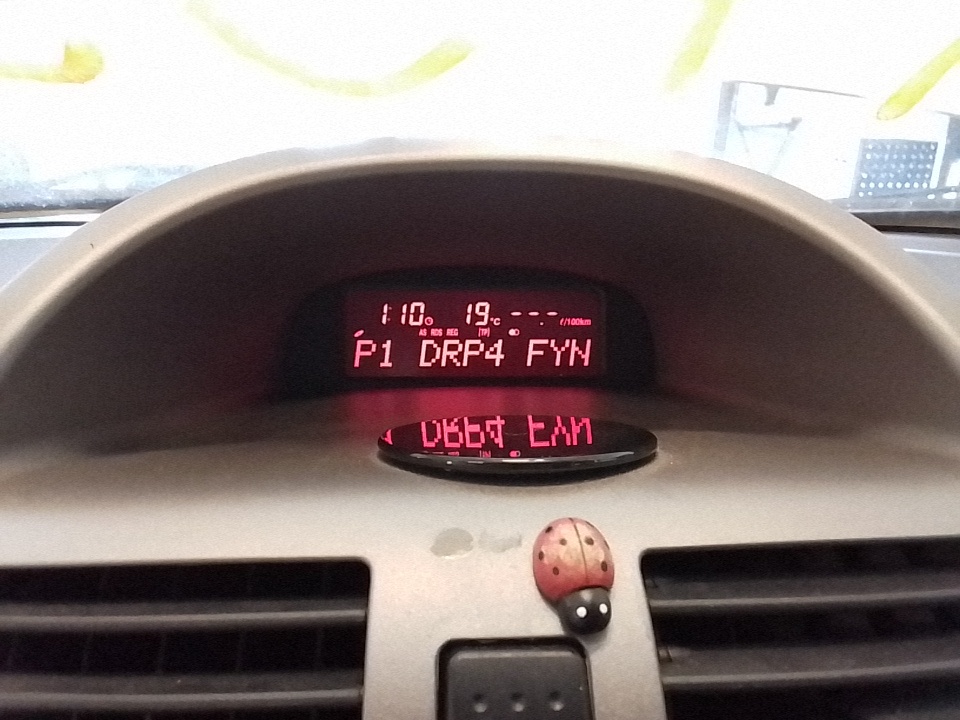 1:10 19°C ---.- ℓ/100km
AS RDS REG [TP]
P1 DRP4 FYN